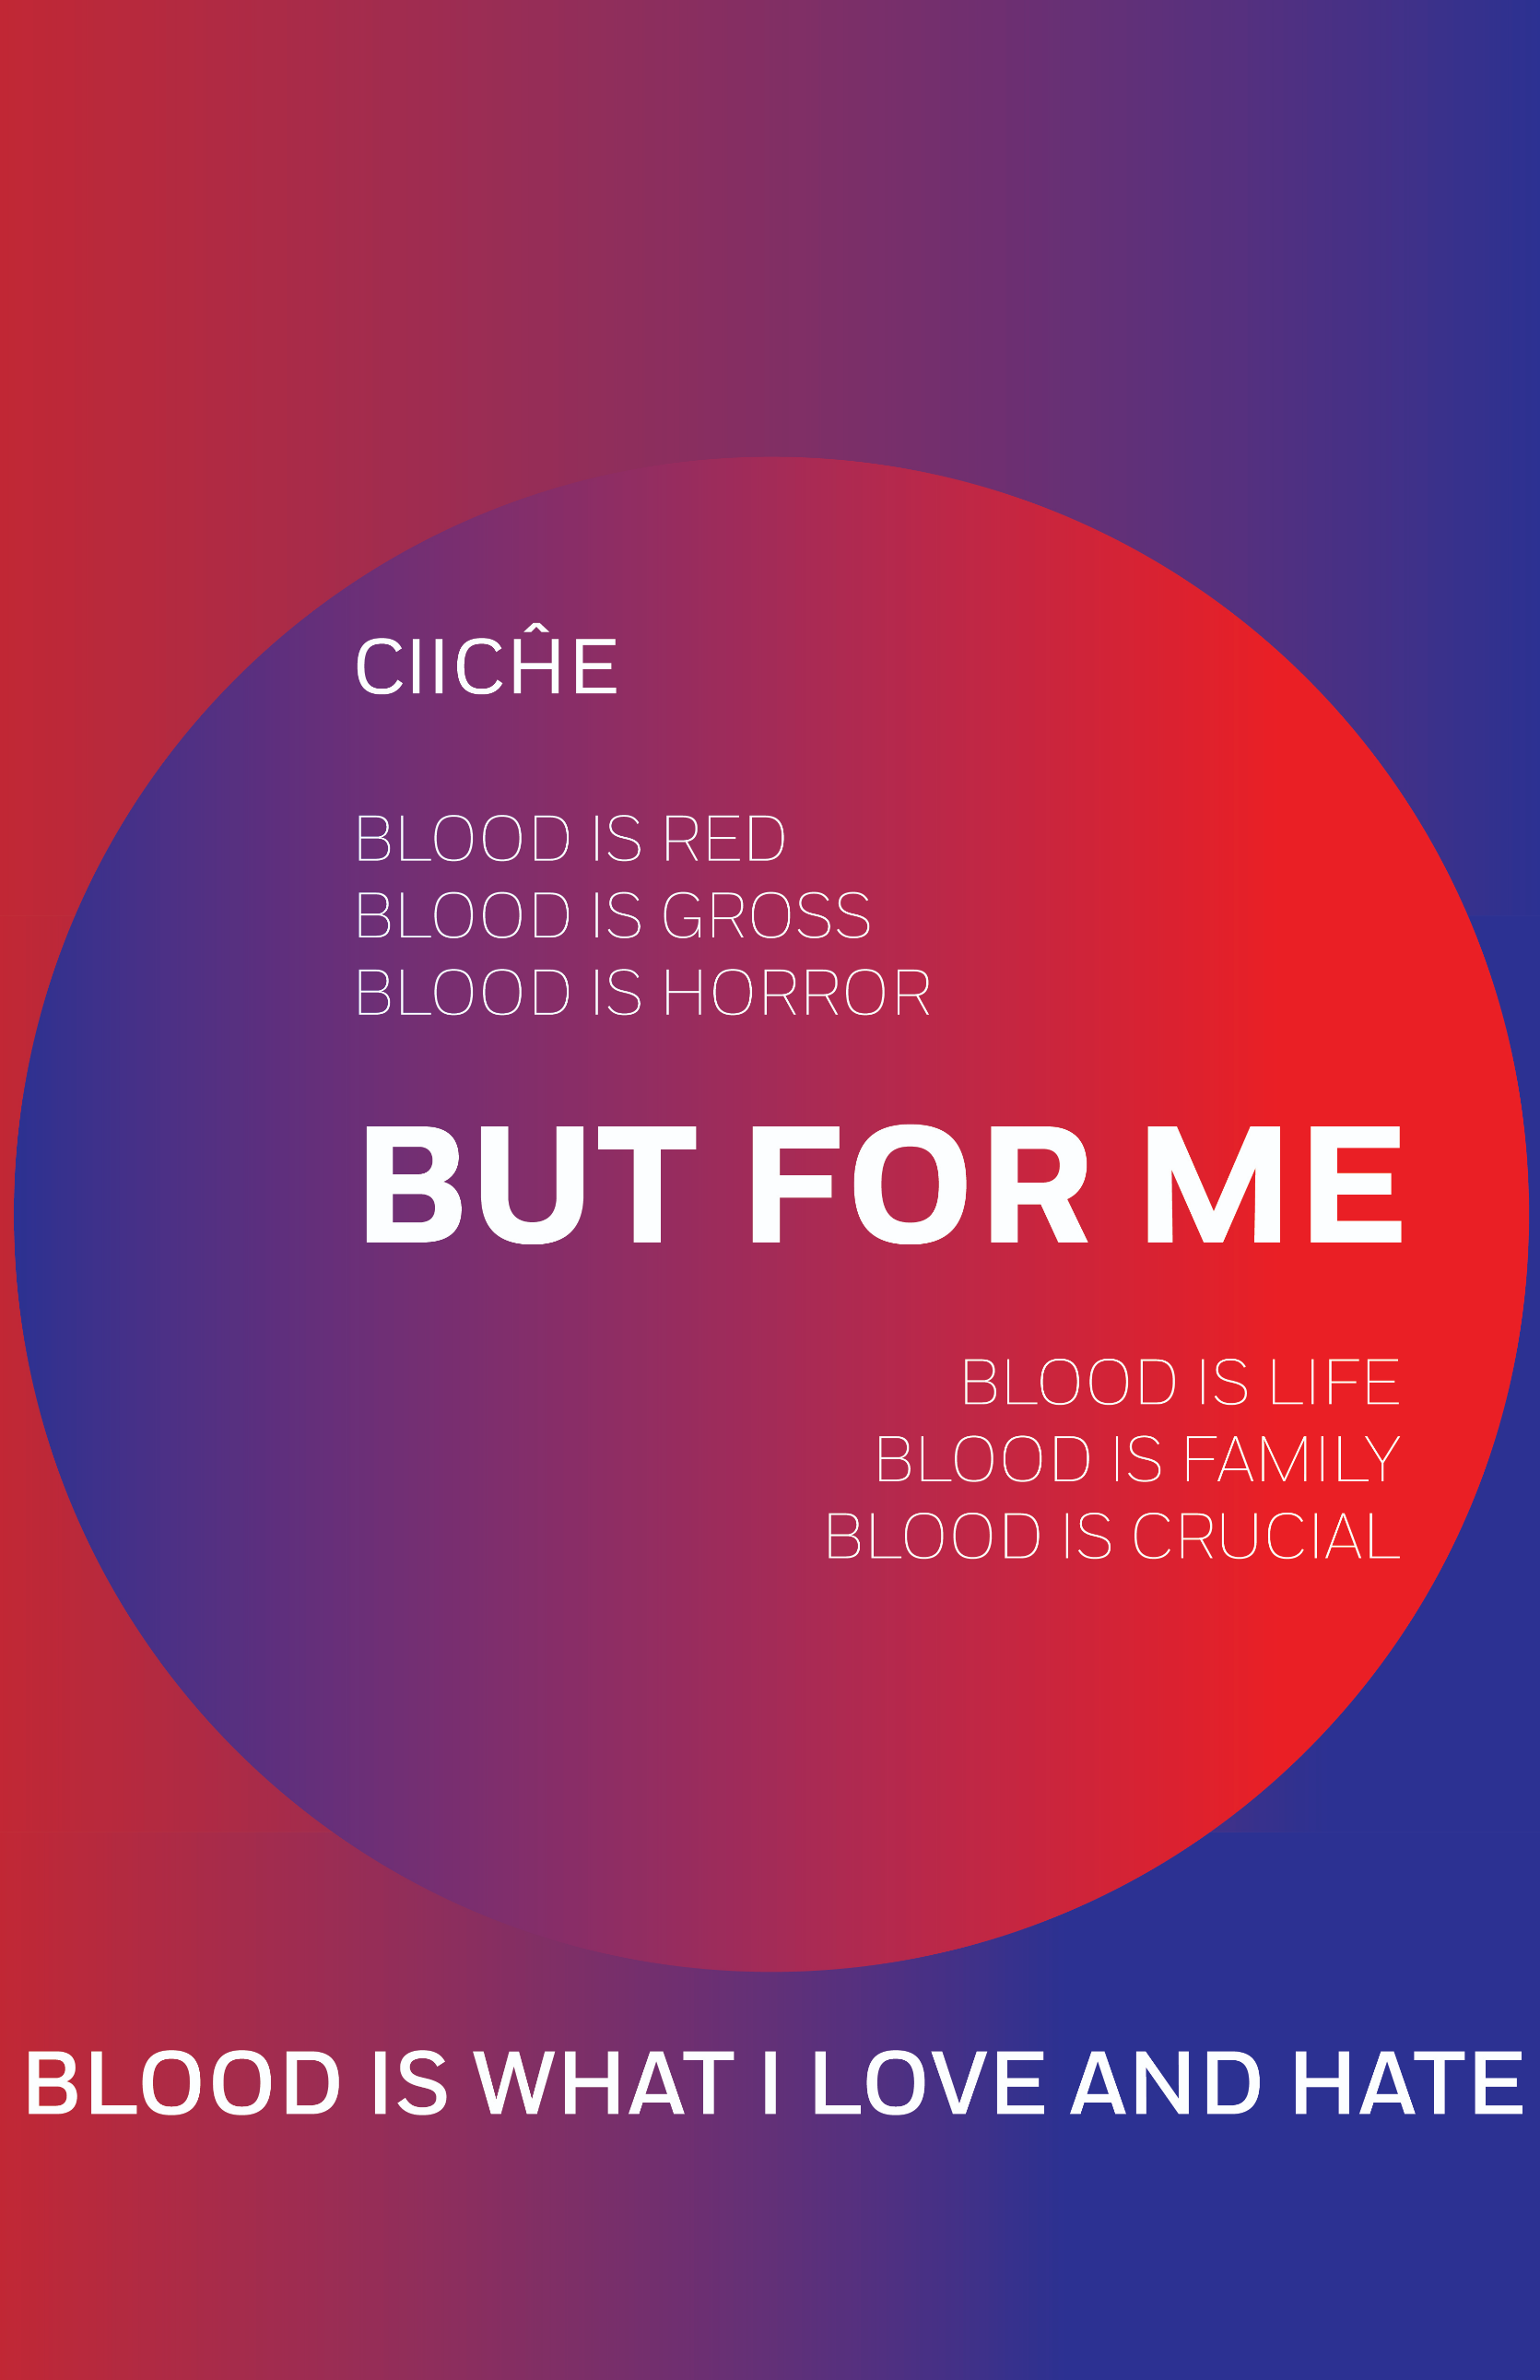 CIICĤE
BLOOD IS RED
BLOOD IS GROSS
BLOOD IS HORROR
BUT FOR ME
BLOOD IS LIFE
BLOOD IS FAMILY
BLOOD IS CRUCIAL
BLOOD IS WHAT I LOVE AND HATE